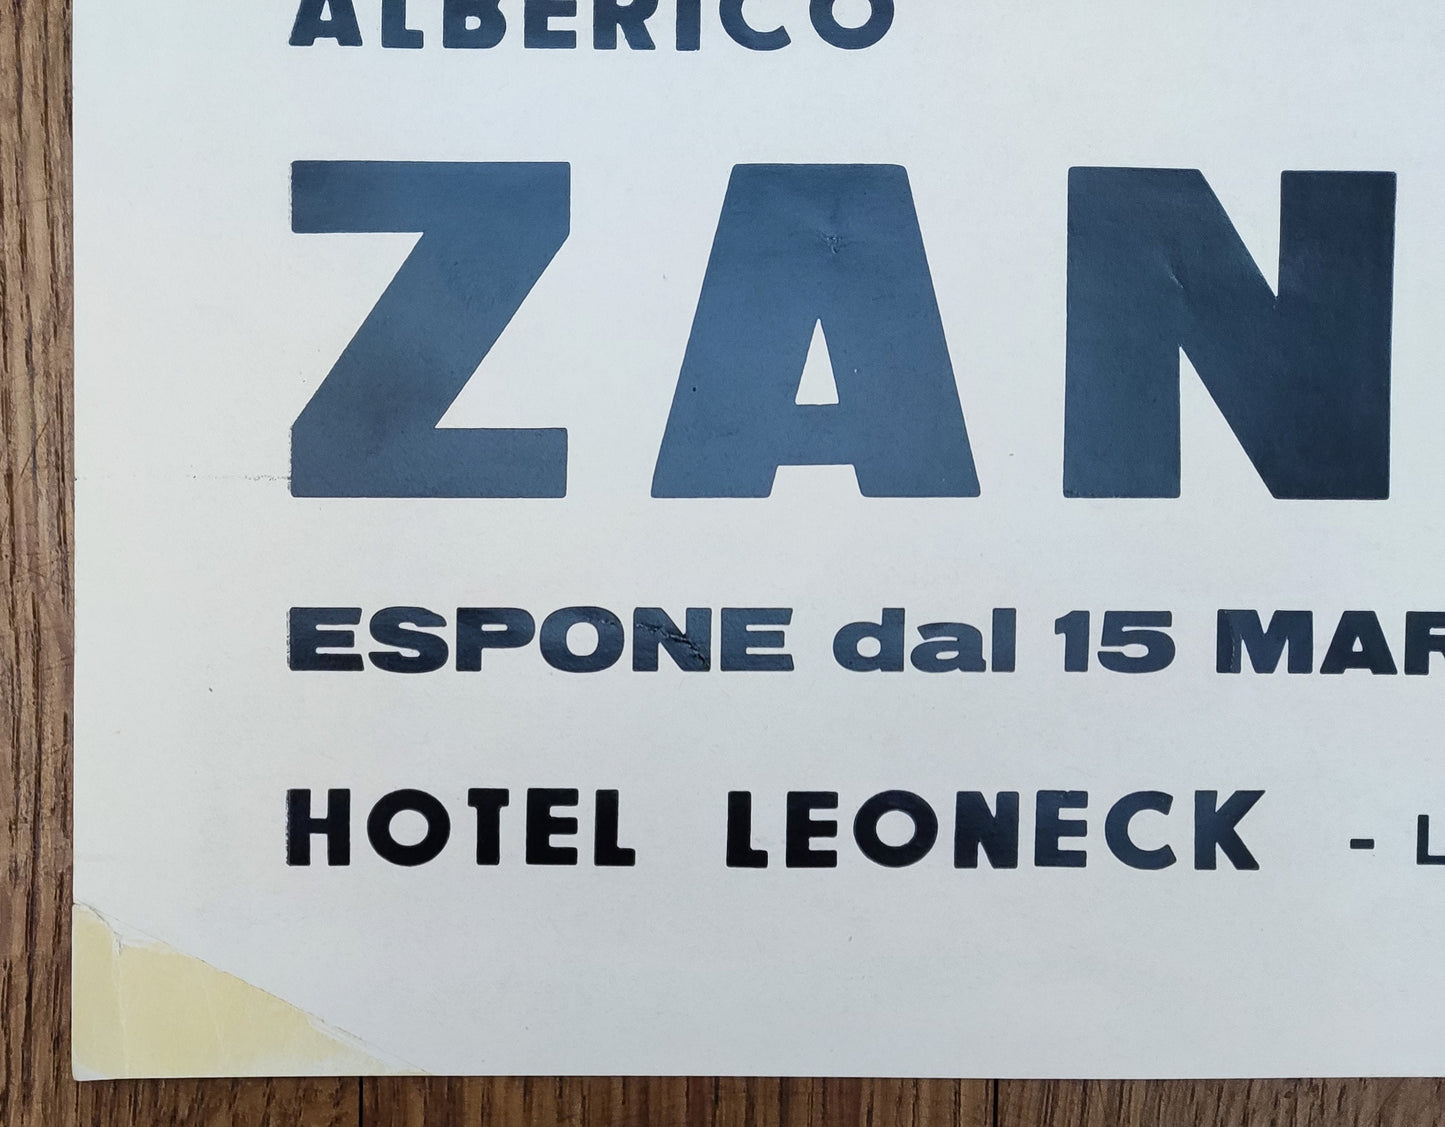 ALBERICO
ZAN
ESPONE dal 15 MAR
HOTEL LEONECK - L